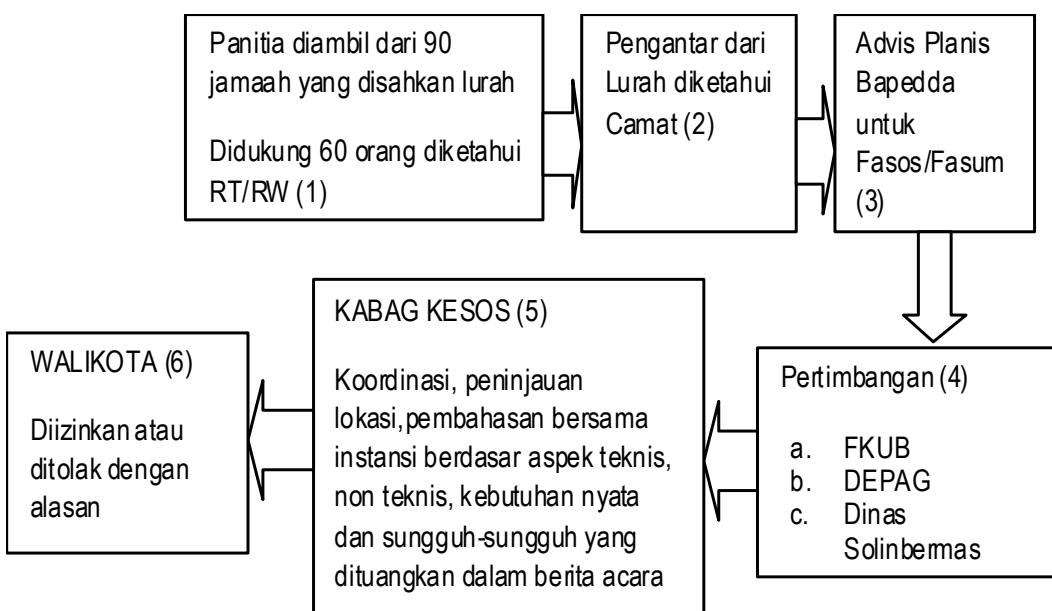 Panitia diambil dari 90
jamaah yang disahkan lurah
Didukung 60 orang diketahui
RT/RW (1)
Pengantar dari
Lurah diketahui
Camat (2)
Advis Planis
Bapedda
untuk
Fasos/Fasum
(3)
Pertimbangan (4)
a. FKUB
b. DEPAG
c. Dinas
Solinbermas
KABAG KESOS (5)
Koordinasi, peninjauan
lokasi,pembahasan bersama
instansi berdasar aspek teknis,
non teknis, kebutuhan nyata
dan sungguh-sungguh yang
dituangkan dalam berita acara
WALIKOTA (6)
Diizinkan atau
ditolak dengan
alasan